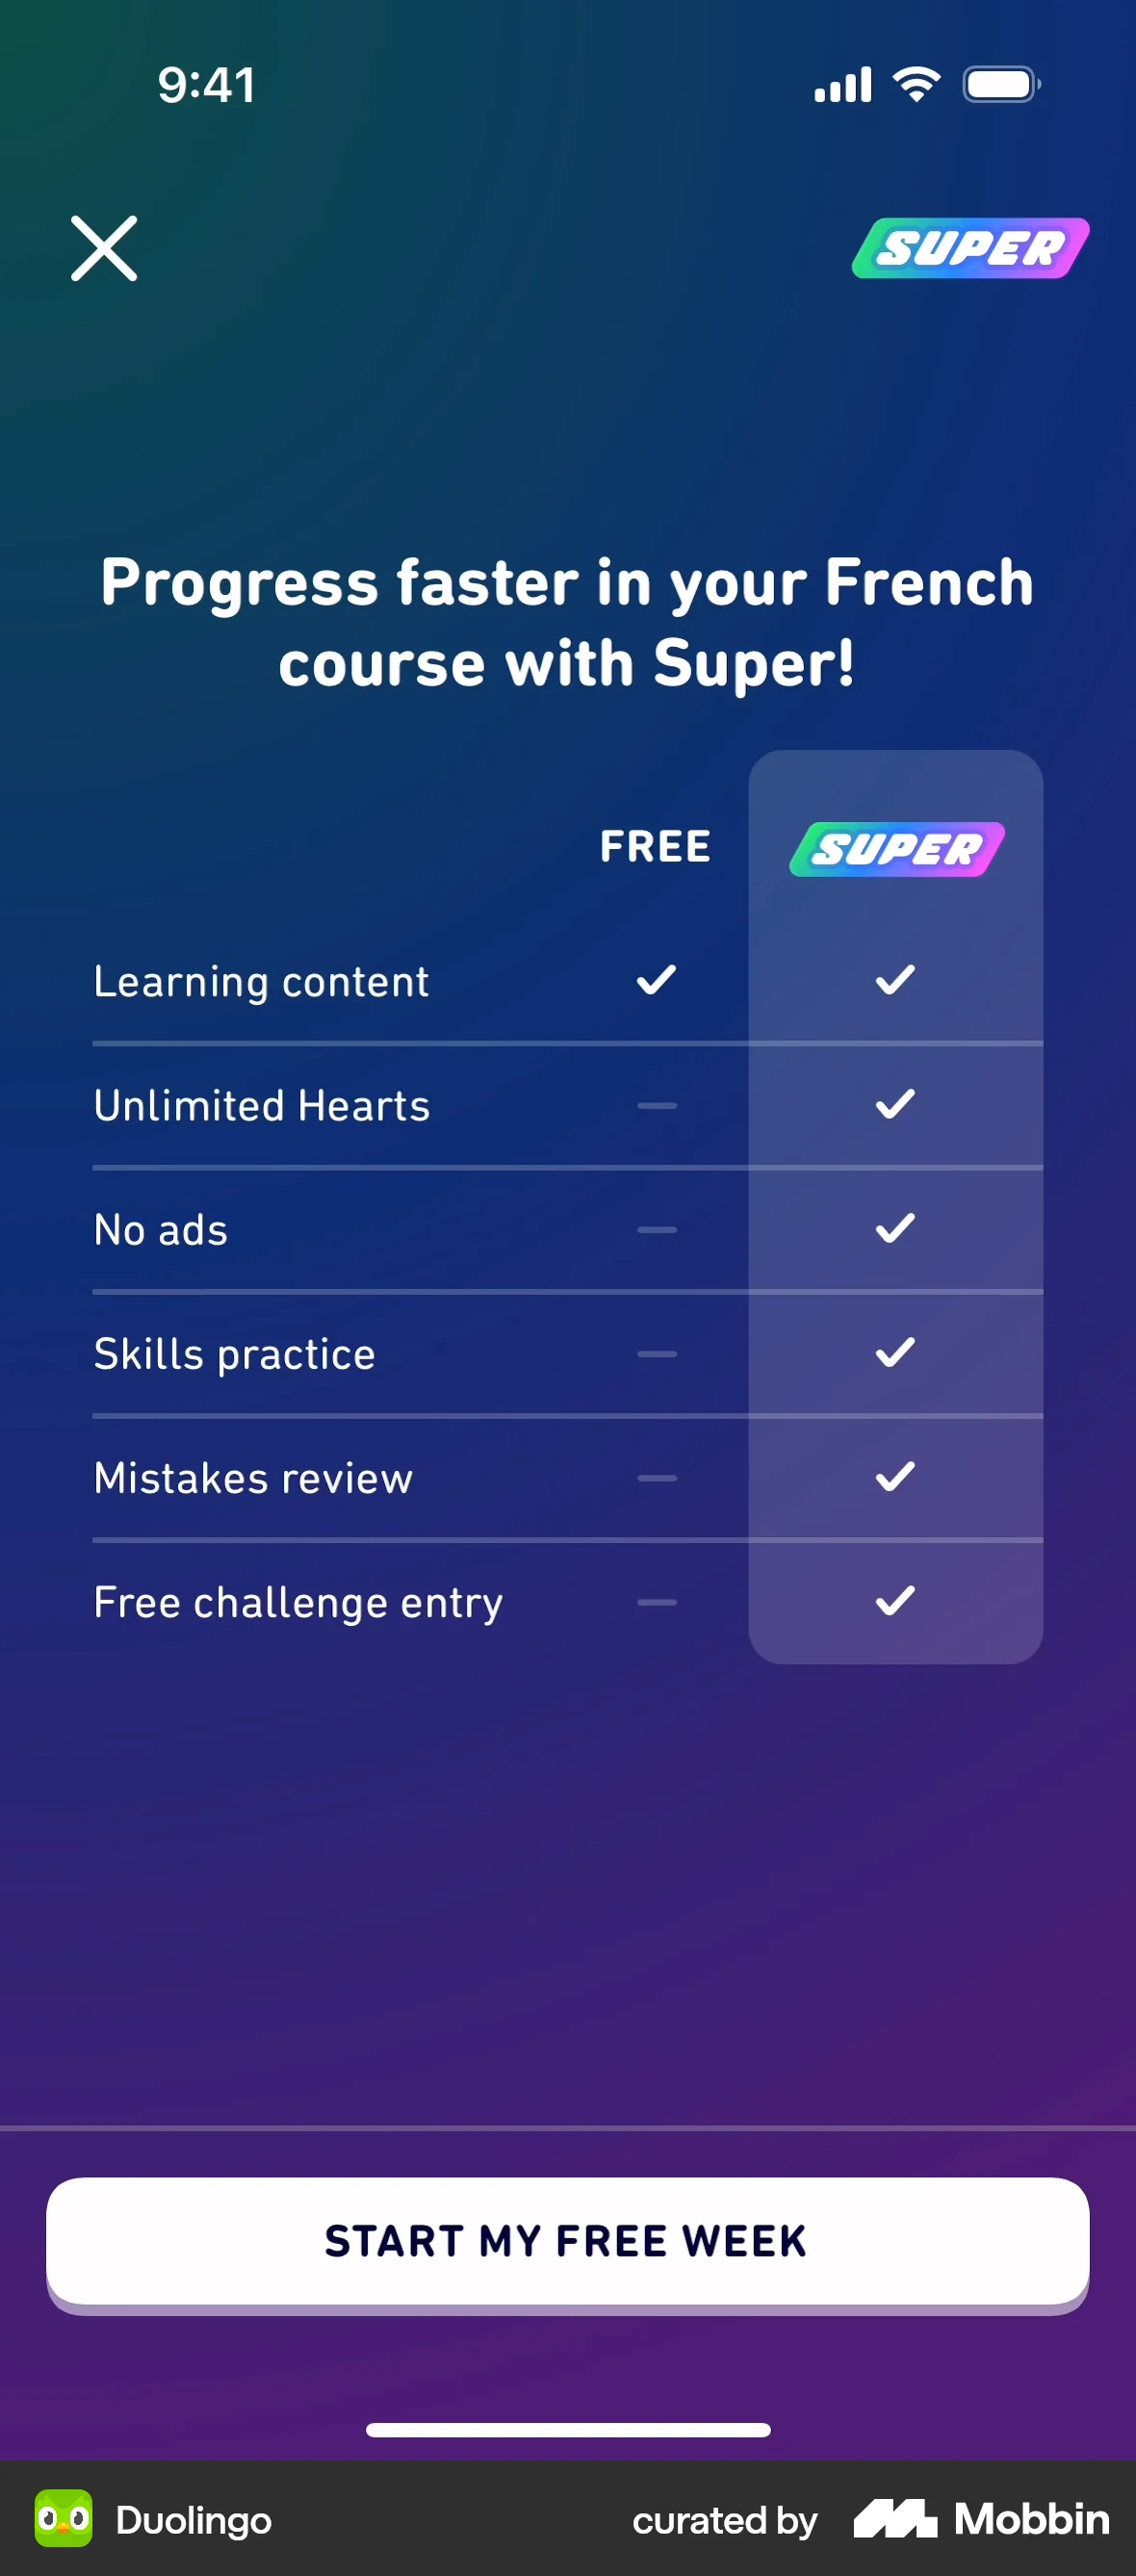 9:41
SUPER
Progress faster in your French
course with Super!
FREE SUPER
Learning content
Unlimited Hearts
No ads
Skills practice
Mistakes review
Free challenge entry
START MY FREE WEEK
Duolingo curated by Mobbin